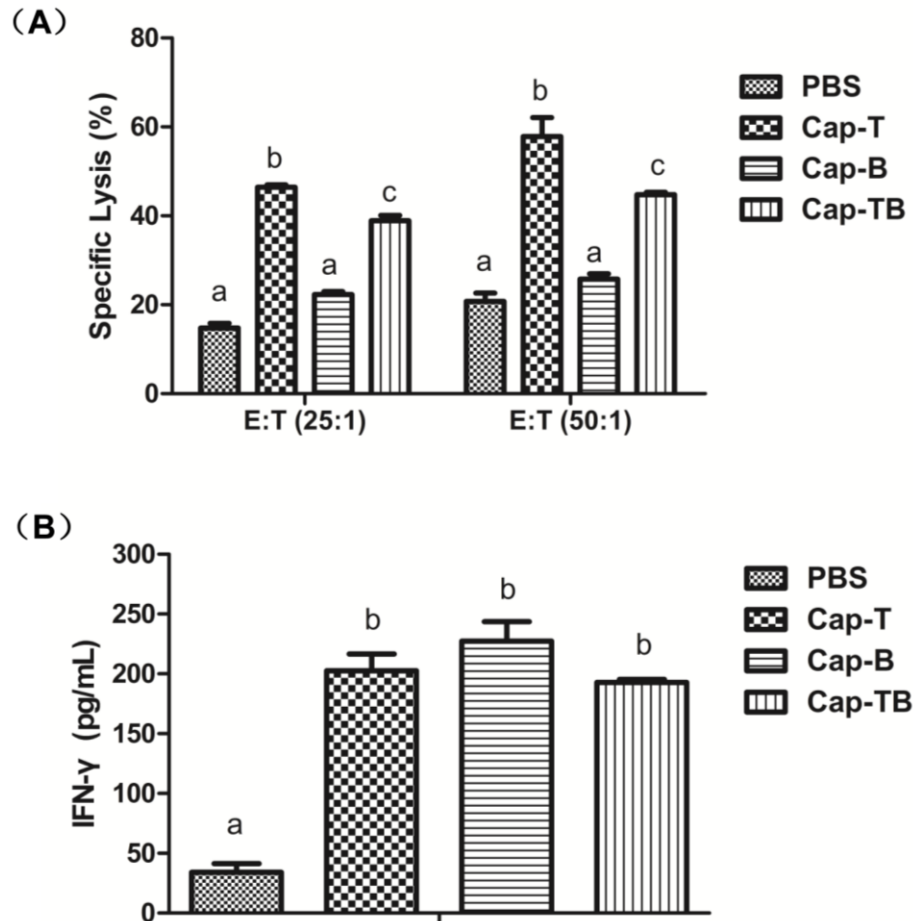 (A)
80
60
40
20
0
Specific Lysis (%)
a
b
a
c
a
b
a
c
E:T (25:1)
E:T (50:1)
PBS
Cap-T
Cap-B
Cap-TB
(B)
300
250
200
150
100
50
0
IFN-γ (pg/mL)
a
b
b
b
PBS
Cap-T
Cap-B
Cap-TB